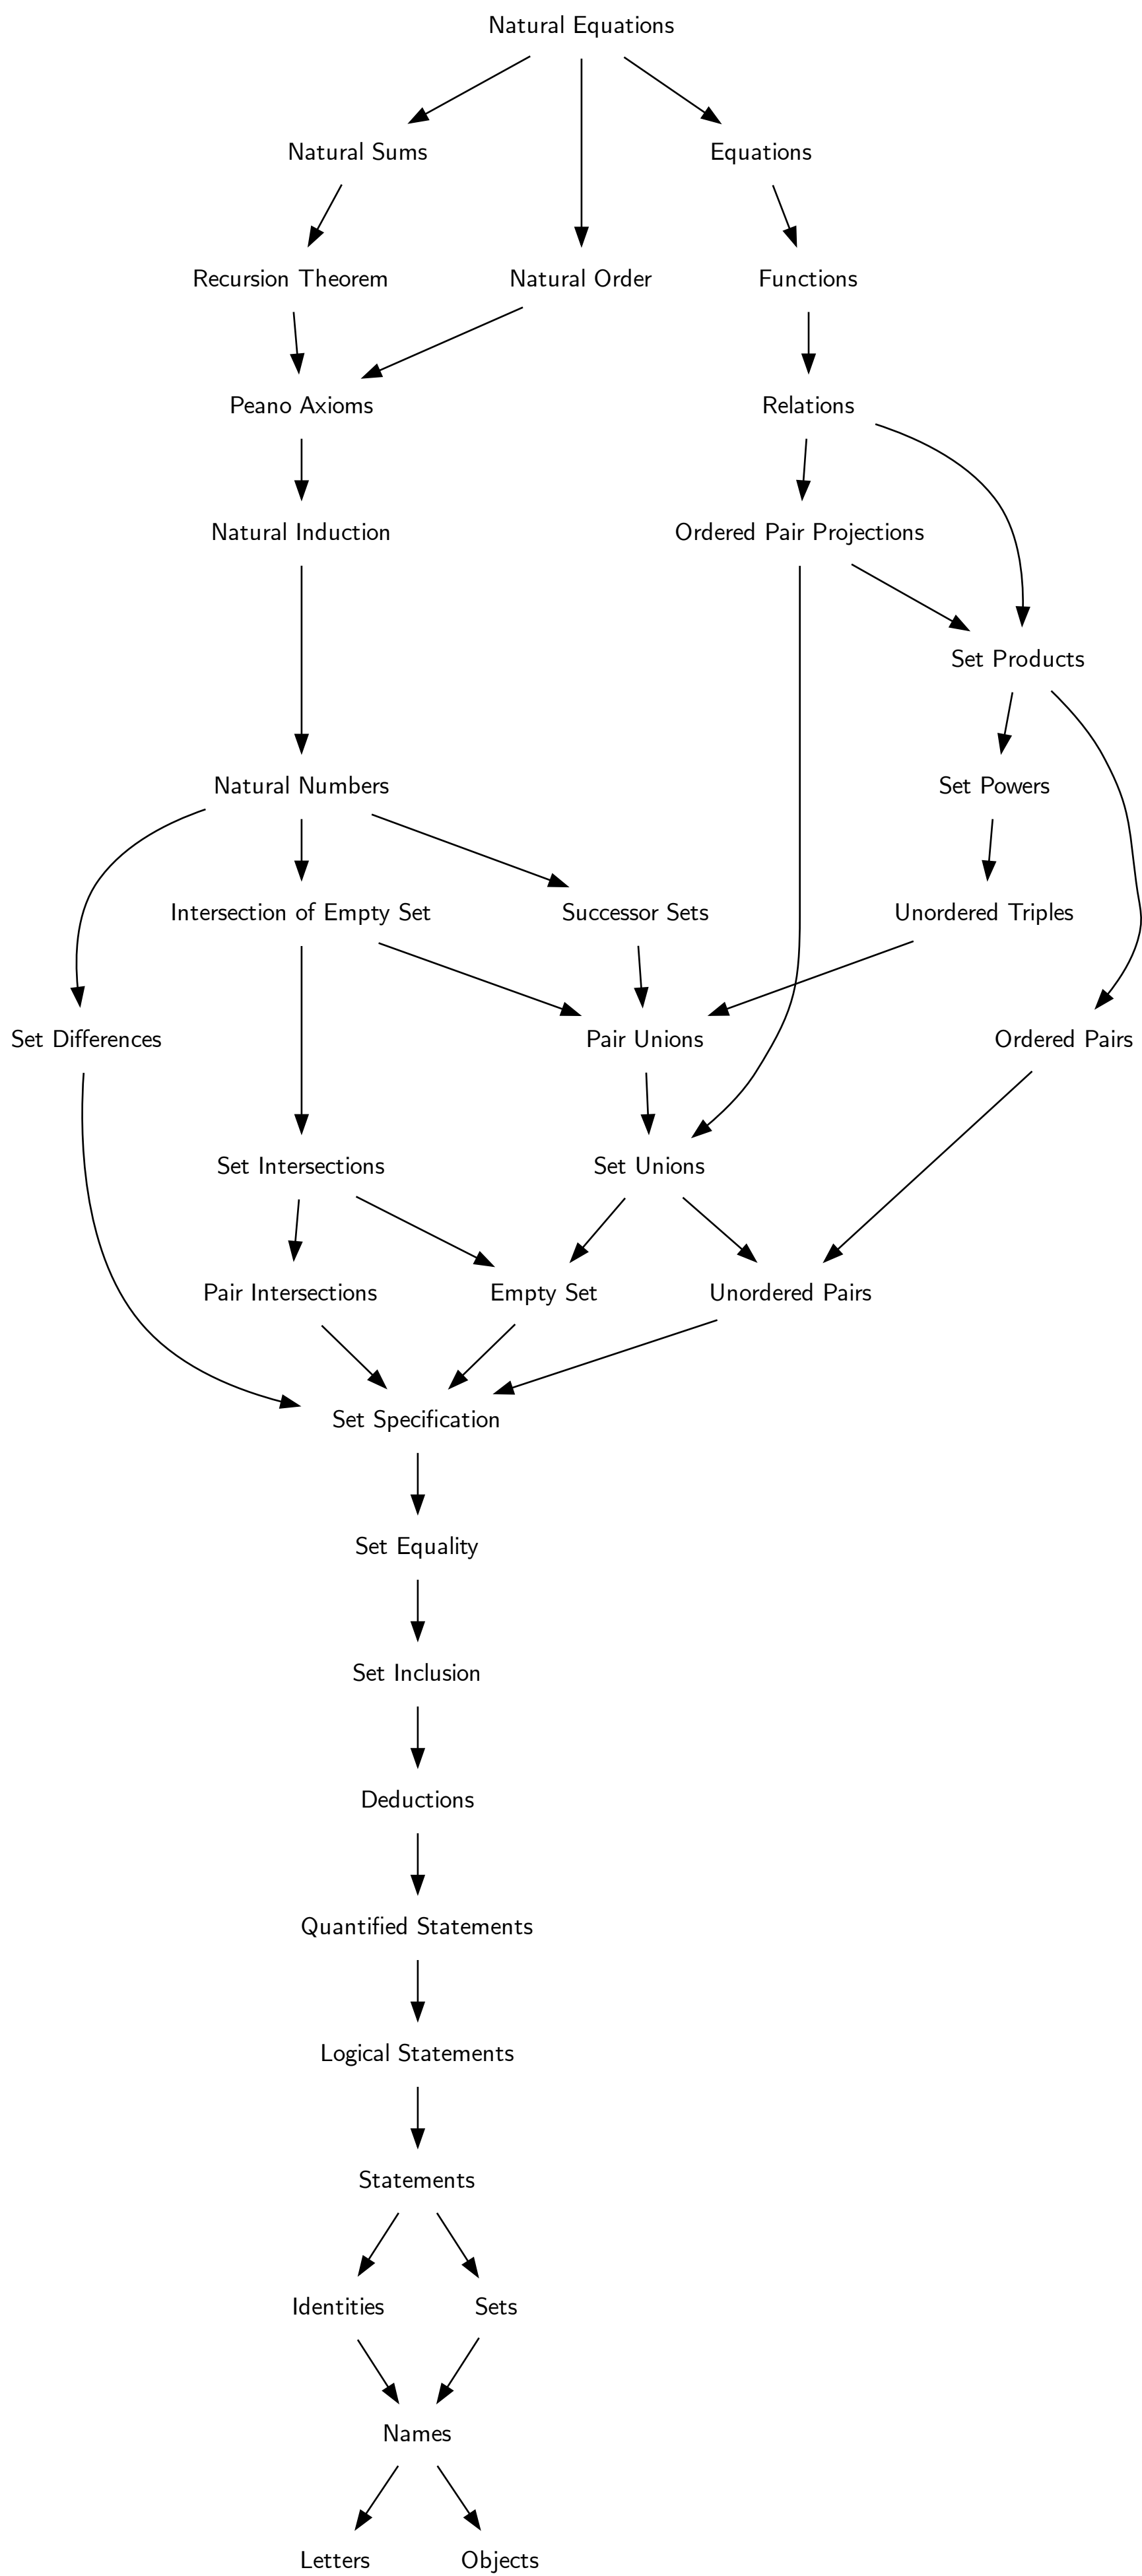 Natural Equations
Natural Sums
Equations
Recursion Theorem
Natural Order
Functions
Peano Axioms
Relations
Natural Induction
Ordered Pair Projections
Set Products
Natural Numbers
Set Powers
Intersection of Empty Set
Successor Sets
Unordered Triples
Set Differences
Pair Unions
Ordered Pairs
Set Intersections
Set Unions
Pair Intersections
Empty Set
Unordered Pairs
Set Specification
Set Equality
Set Inclusion
Deductions
Quantified Statements
Logical Statements
Statements
Identities
Sets
Names
Letters
Objects